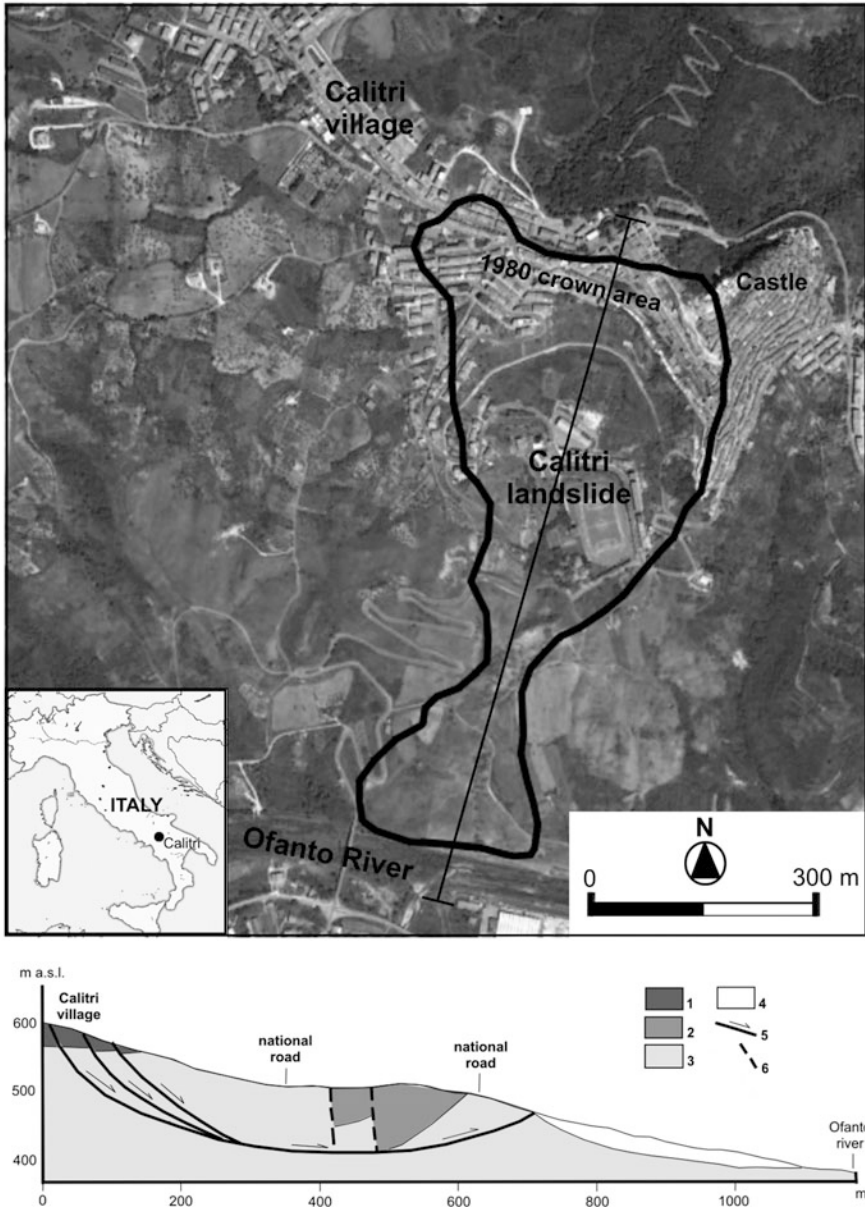 Calitri
village
1980 crown area
Castle
Calitri
landslide
ITALY
Calitri
Ofanto River
N
0 300 m
m a.s.l.
Calitri
village
600
500
400
national
road
national
road
1
2
3
4
5
6
Ofanto
river
0 200 400 600 800 1000 m